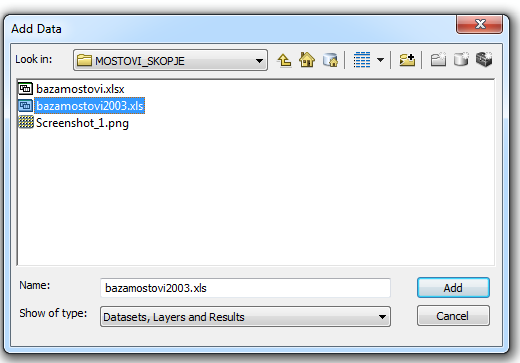 Add Data
Look in: MOSTOVI_SKOPJE
bazamostovi.xlsx
bazamostovi2003.xls
Screenshot_1.png
Name: bazamostovi2003.xls Add
Show of type: Datasets, Layers and Results Cancel